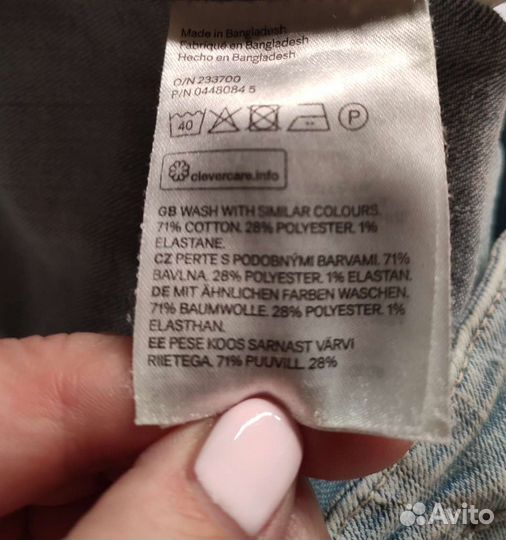 Made in Bangladesh
Fabriqué en Bangladesh
Hecho en Bangladesh
O/N 233700
P/N 0448084 5
40 P
clevercare.info
GB WASH WITH SIMILAR COLOURS.
71% COTTON. 28% POLYESTER. 1%
ELASTANE.
CZ PERTE S PODOBNÝMI BARVAMI. 71%
BAVLNA. 28% POLYESTER. 1% ELASTAN.
DE MIT ÄHNLICHEN FARBEN WASCHEN.
71% BAUMWOLLE. 28% POLYESTER. 1%
ELASTHAN.
EE PESE KOOS SARNAST VÄRVI
RIIETEGA. 71% PUUVILL. 28%
Avito